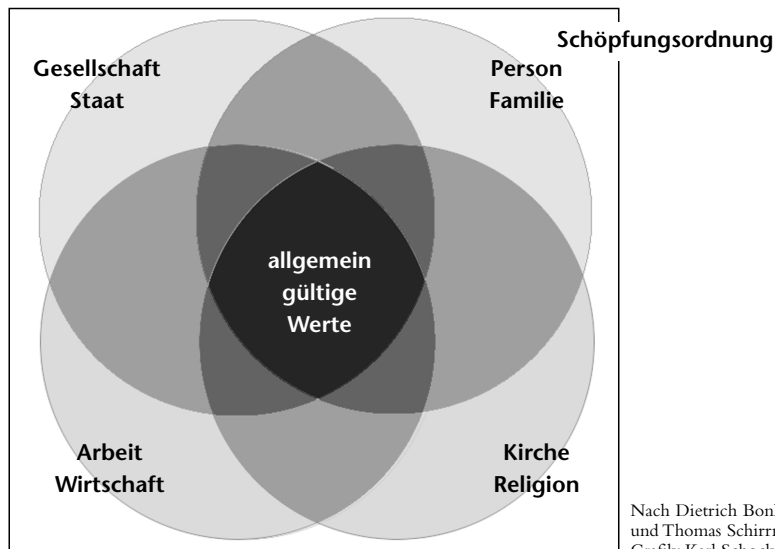 Schöpfungsordnung
Gesellschaft
Staat
Person
Familie
allgemein
gültige
Werte
Arbeit
Wirtschaft
Kirche
Religion
Nach Dietrich
und Thomas